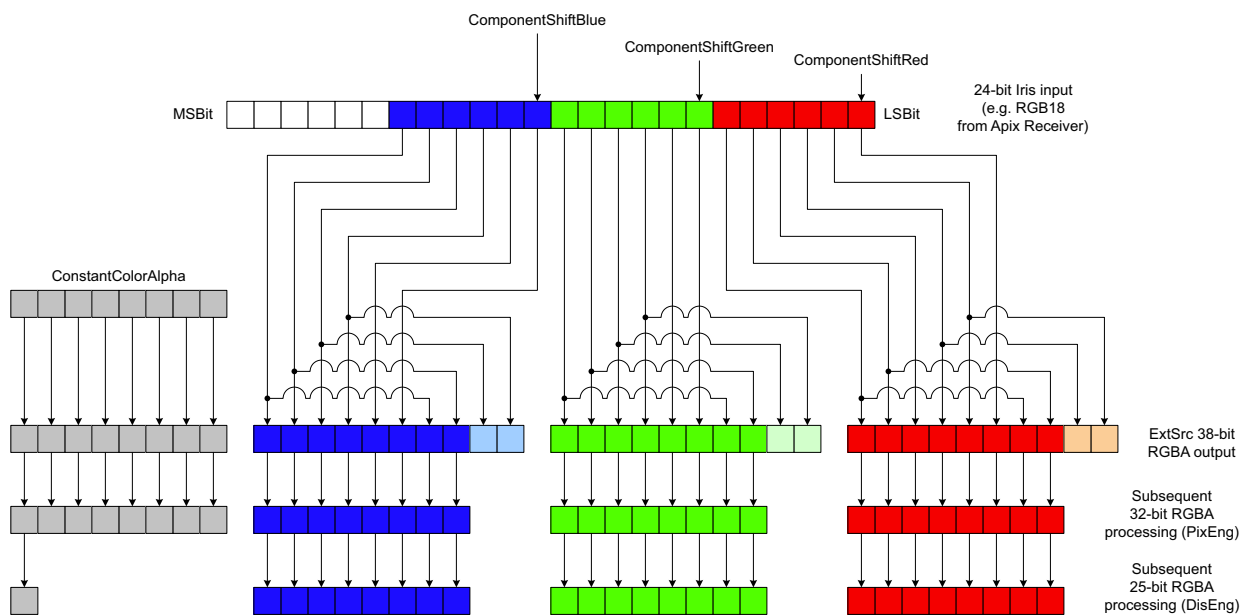 ComponentShiftBlue
ComponentShiftGreen
ComponentShiftRed
MSBit
LSBit
24-bit Iris input
(e.g. RGB18
from Apix Receiver)
ConstantColorAlpha
ExtSrc 38-bit
RGBA output
Subsequent
32-bit RGBA
processing (PixEng)
Subsequent
25-bit RGBA
processing (DisEng)